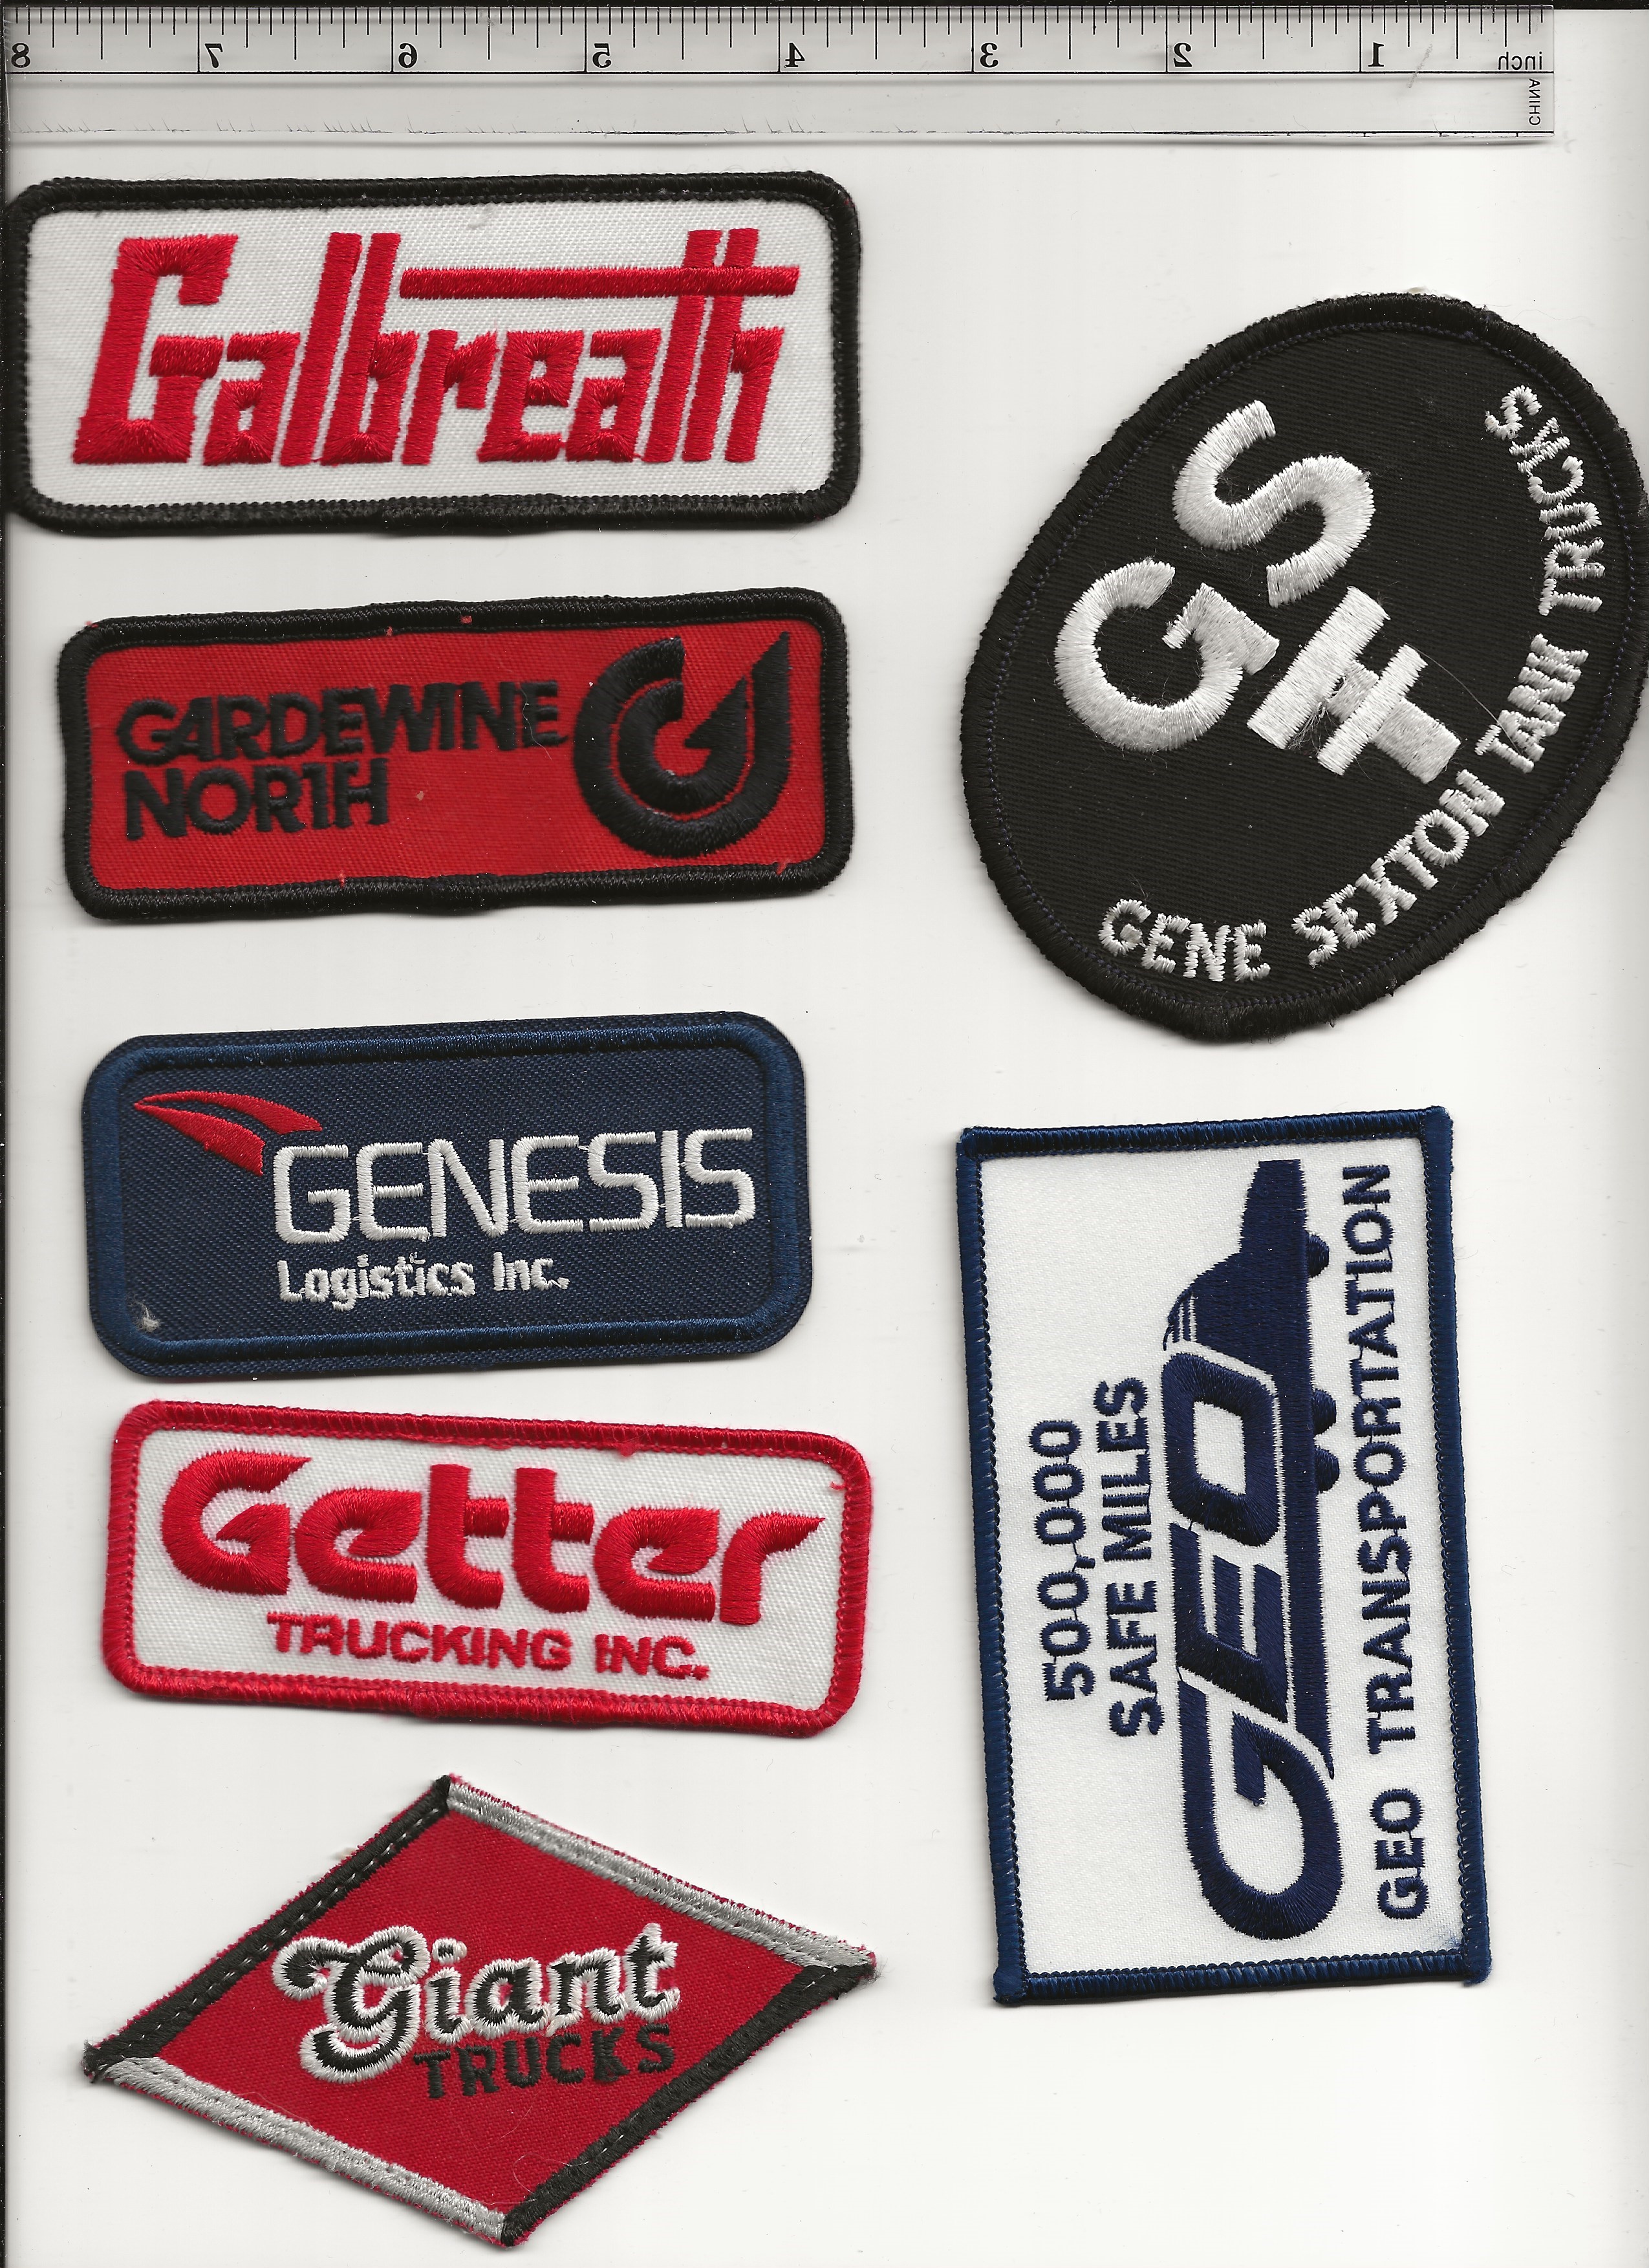 8 7 6 5 4 3 2 1 inch
CHINA
Galbreath
GARDEWINE
NORTH
GENESIS
Logistics Inc.
Getter
TRUCKING INC.
Giant
TRUCKS
GSTT
GENE SEXTON TANK TRUCKS
500,000
SAFE MILES
GEO
GEO TRANSPORTATION